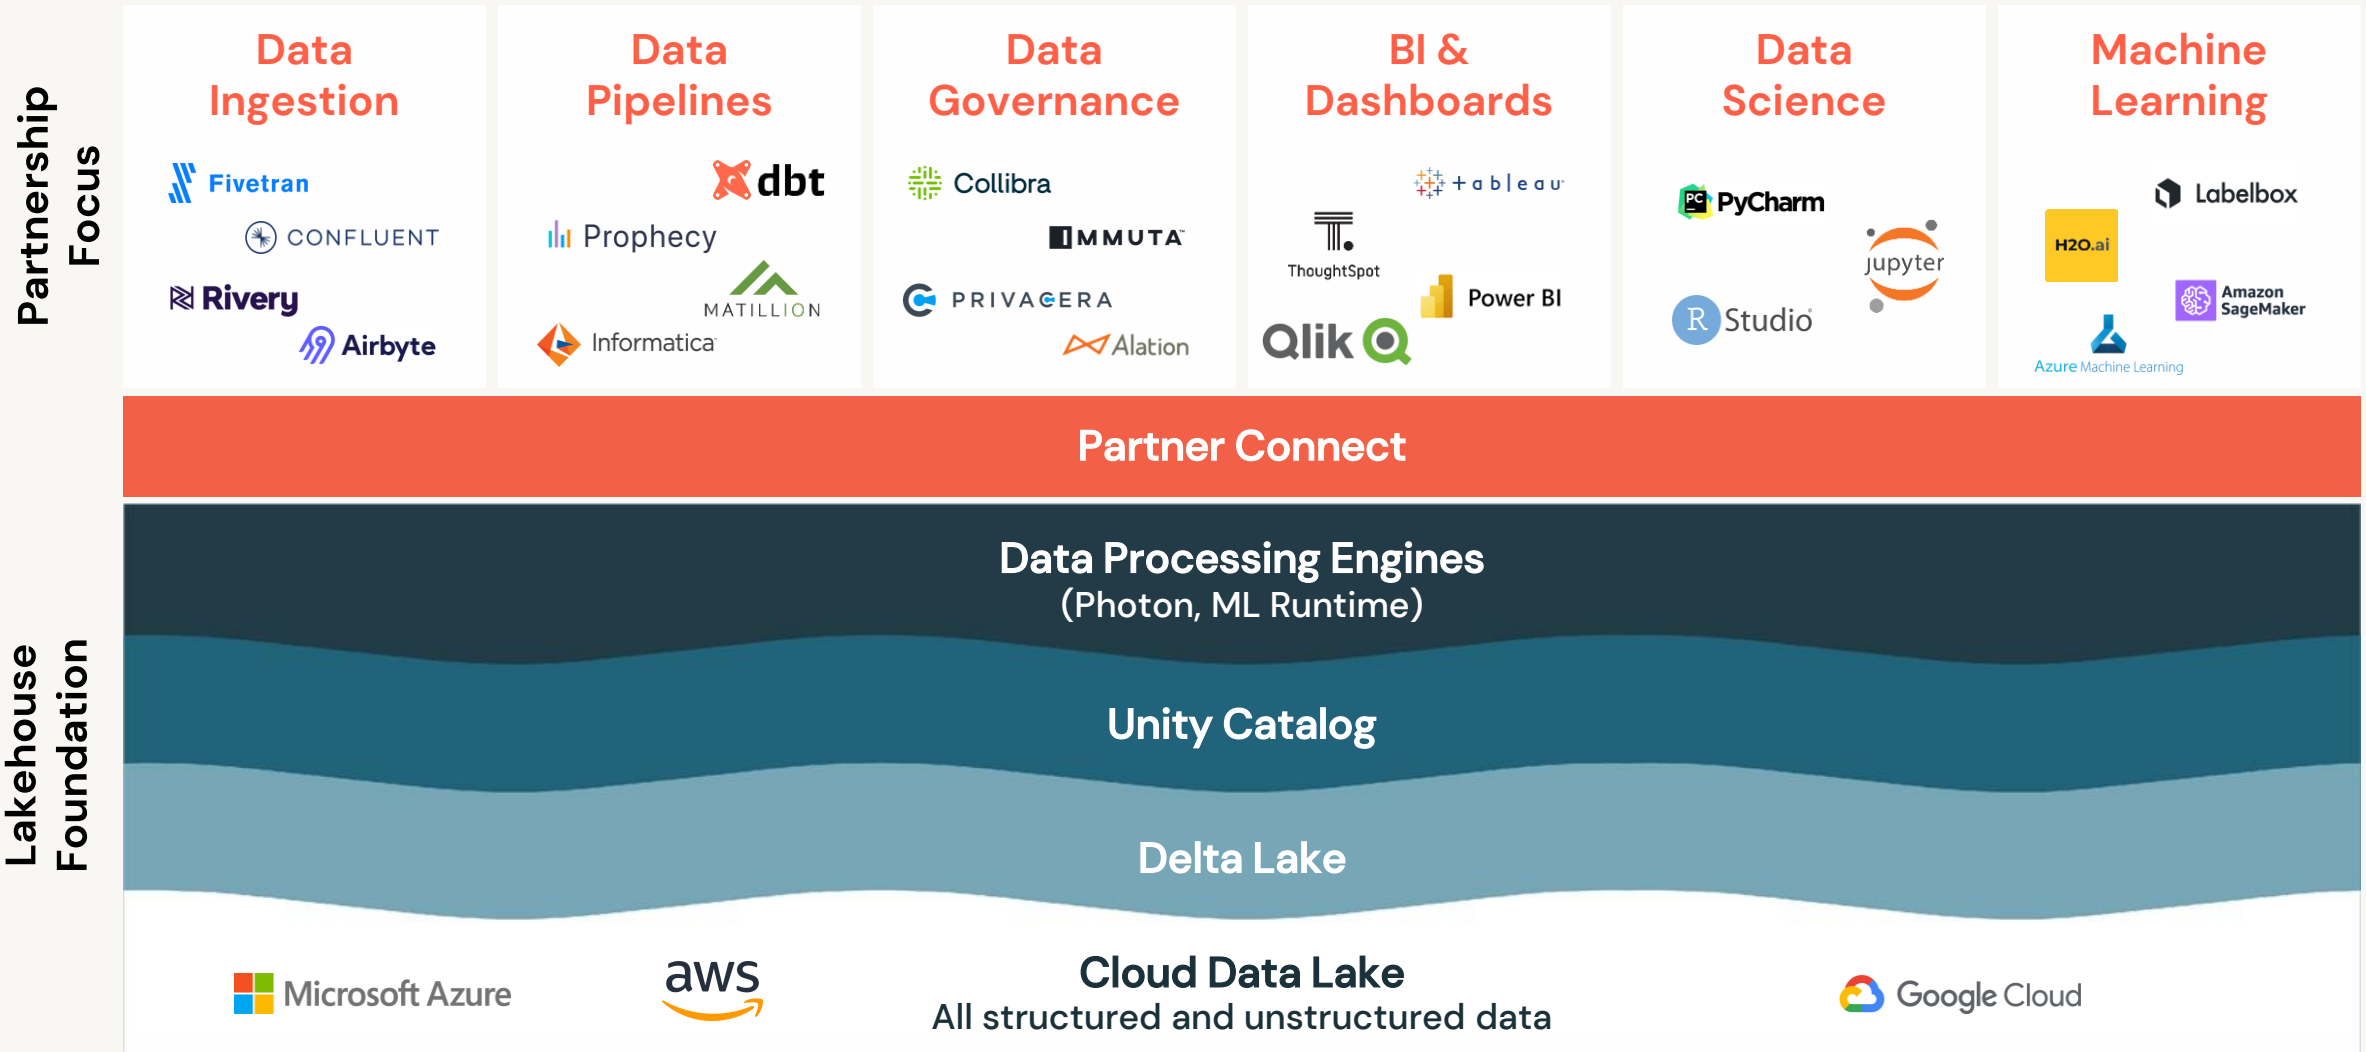 Partnership
Focus
Data
Ingestion
Fivetran
CONFLUENT
Rivery
Airbyte
Data
Pipelines
dbt
Prophecy
MATILLION
Informatica
Data
Governance
Collibra
IMMUTA™
PRIVACERA
Alation
BI &
Dashboards
+ableau
T.
ThoughtSpot
Power BI
Qlik
Data
Science
PC
PyCharm
jupyter
R Studio
Machine
Learning
Labelbox
H2O.ai
Amazon
SageMaker
Azure Machine Learning
Partner Connect
Lakehouse
Foundation
Data Processing Engines
(Photon, ML Runtime)
Unity Catalog
Delta Lake
Microsoft Azure
aws
Cloud Data Lake
All structured and unstructured data
Google Cloud